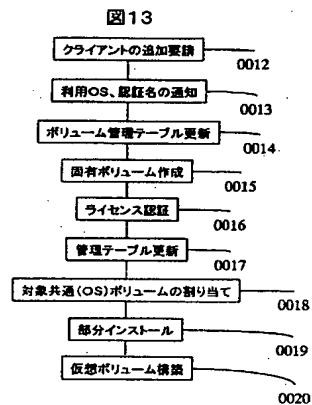 図13
クライアントの追加要請
0012
利用OS、認証名の通知
0013
ボリューム管理テーブル更新
0014
固有ボリューム作成
0015
ライセンス認証
0016
管理テーブル更新
0017
対象共通(OS)ボリュームの割り当て
0018
部分インストール
0019
仮想ボリューム構築
0020